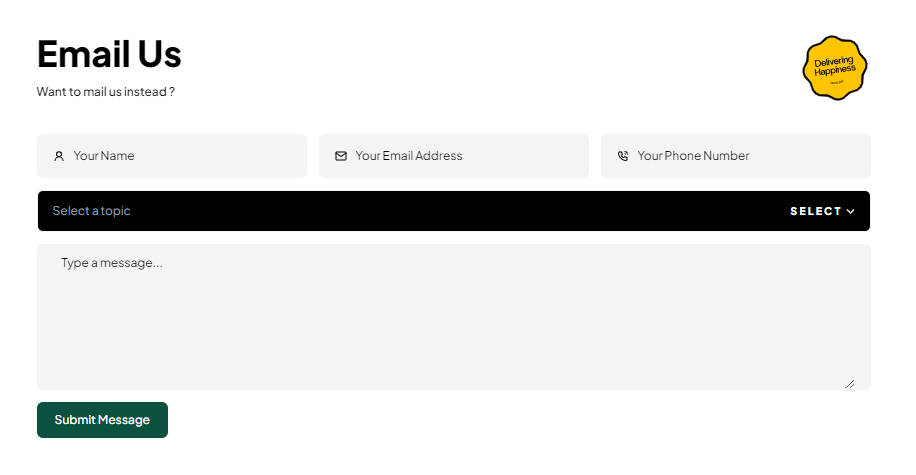 Email Us
Delivering
Happiness
Want to mail us instead ?
Your Name
Your Email Address
Your Phone Number
Select a topic
SELECT
Type a message...
Submit Message